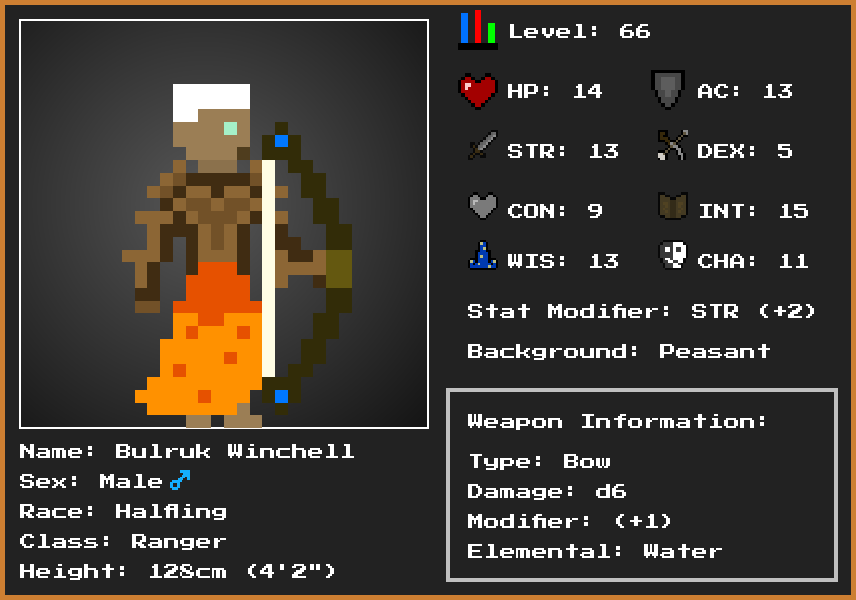 Level: 66
HP: 14
AC: 13
STR: 13
DEX: 5
CON: 9
INT: 15
WIS: 13
CHA: 11
Stat Modifier: STR (+2)
Background: Peasant
Weapon Information:
Type: Bow
Damage: d6
Modifier: (+1)
Elemental: Water
Name: Bulruk Winchell
Sex: Male ♂
Race: Halfling
Class: Ranger
Height: 128cm (4'2")